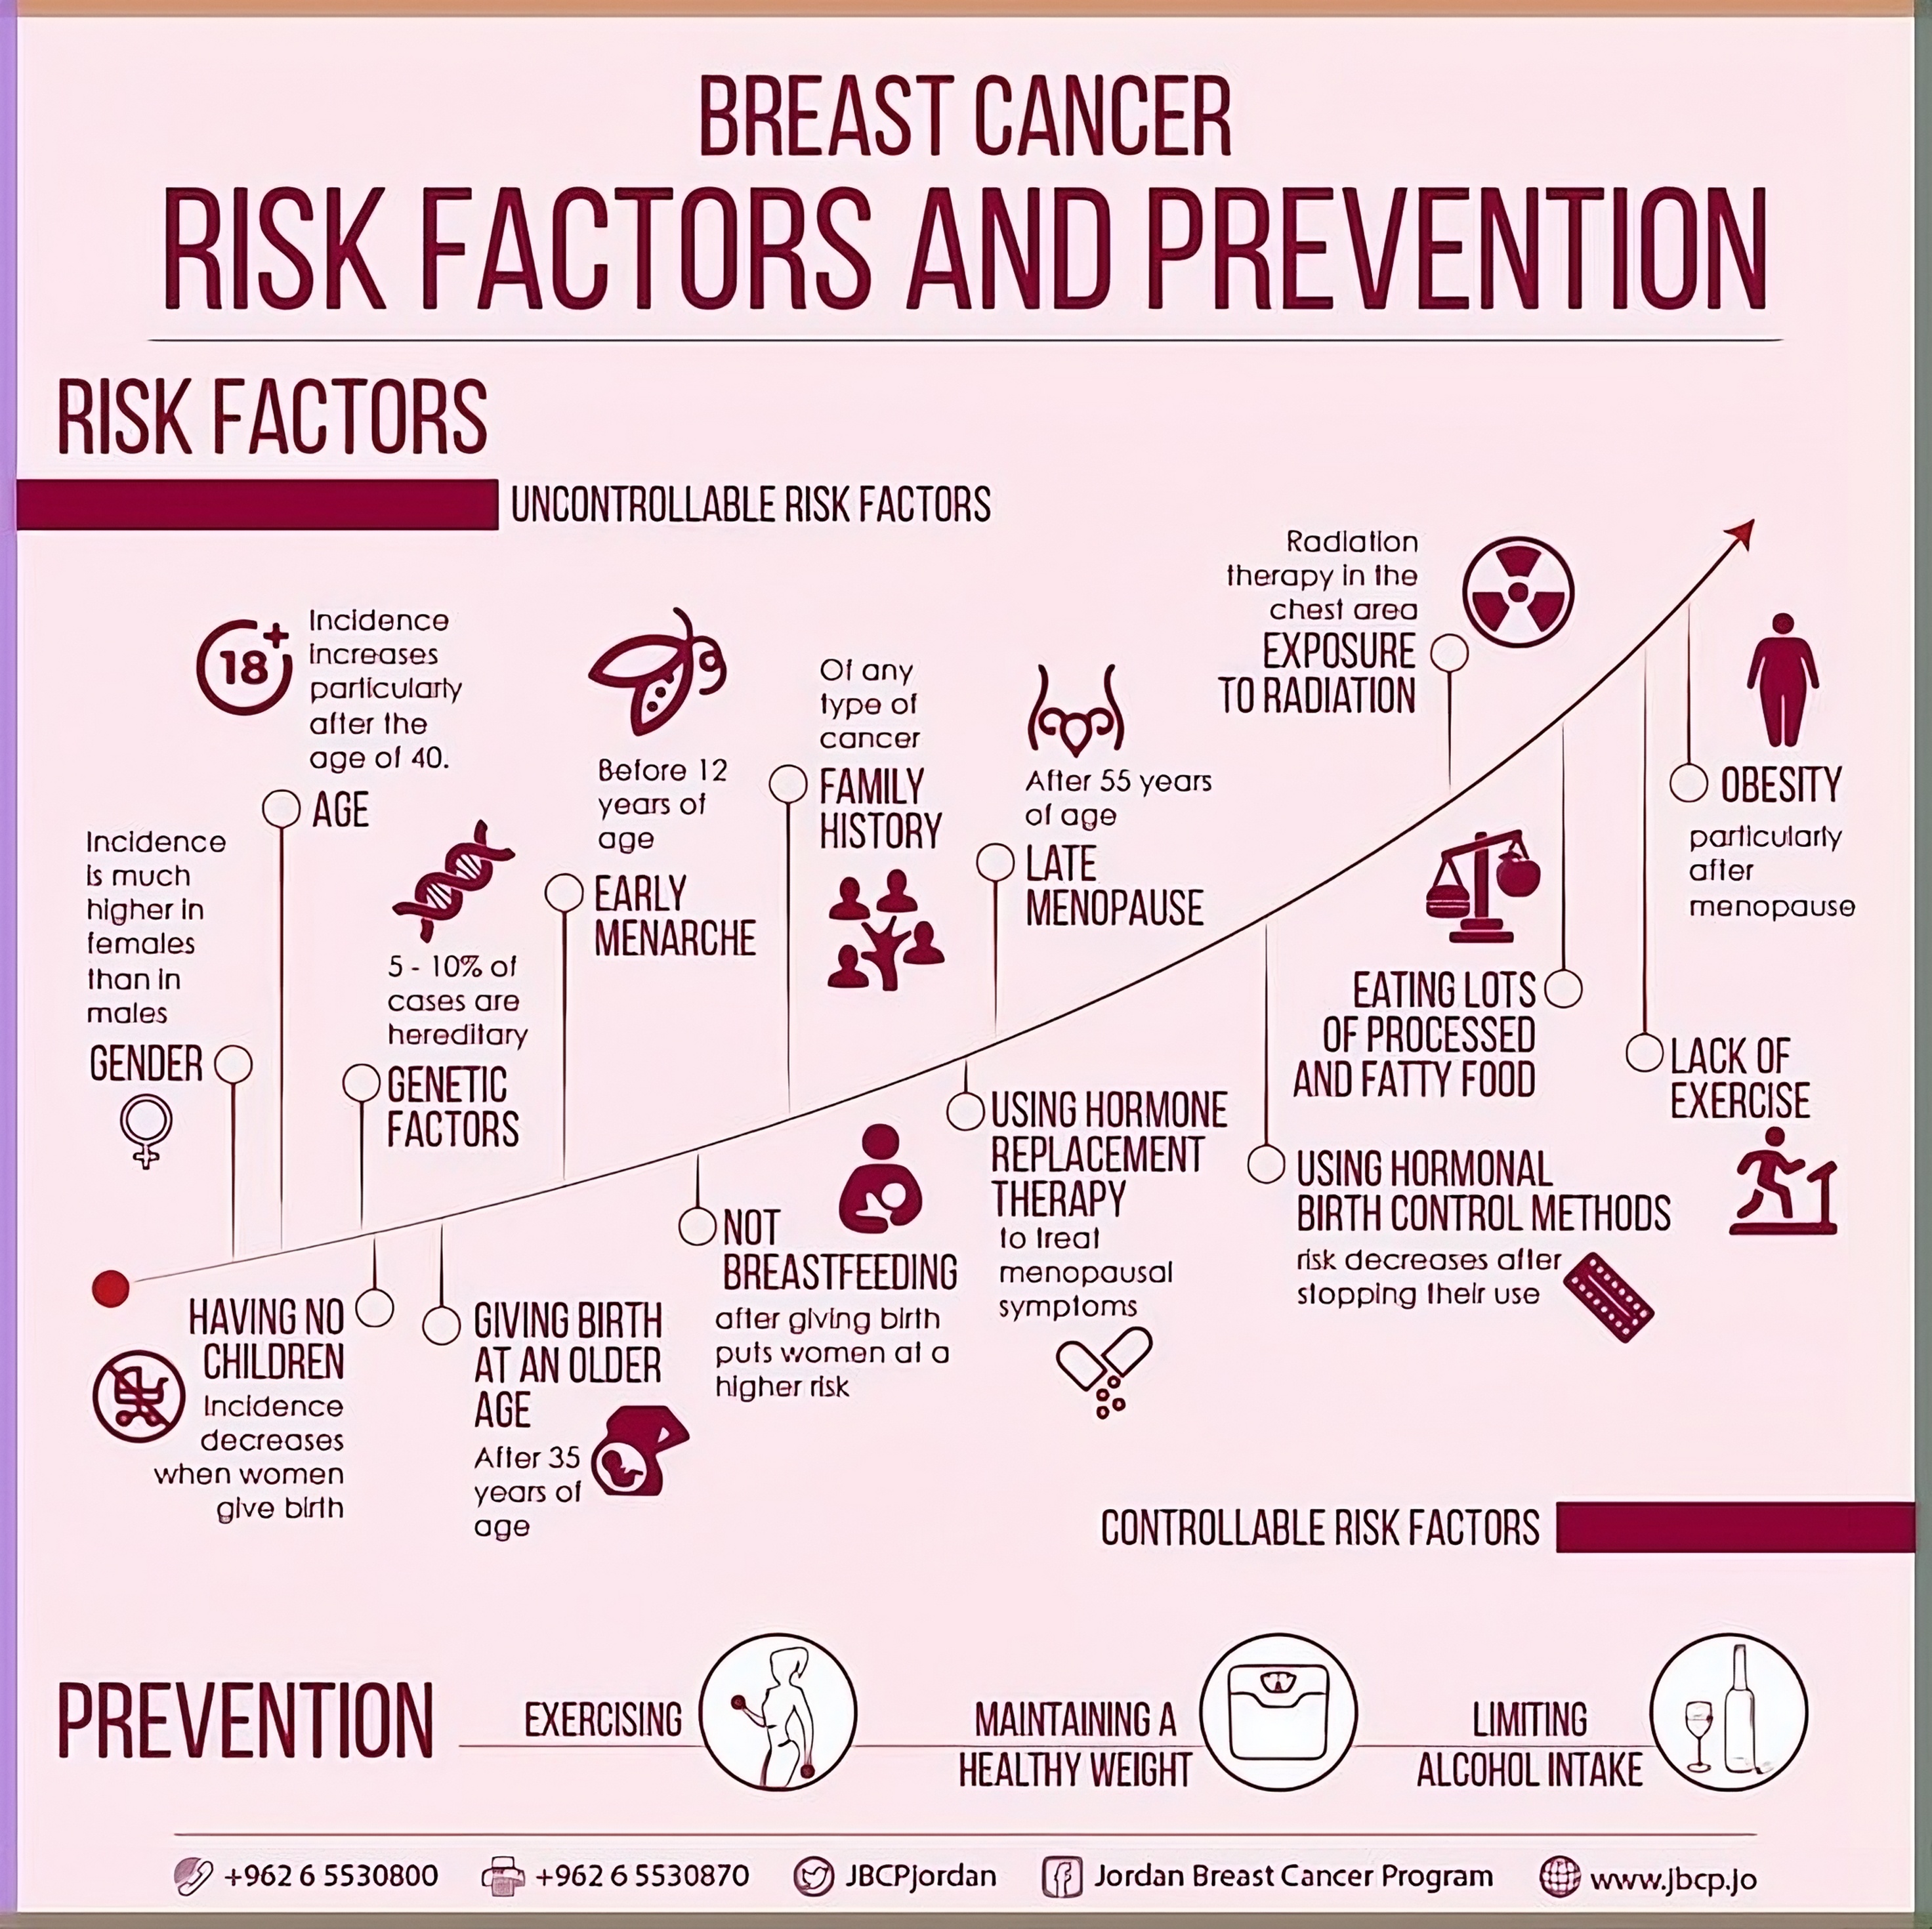 BREAST CANCER
RISK FACTORS AND PREVENTION
RISK FACTORS
UNCONTROLLABLE RISK FACTORS
Incidence
is much
higher in
females
than in
males
GENDER
18+
Incidence
increases
particularly
after the
age of 40.
AGE
5 - 10% of
cases are
hereditary
GENETIC
FACTORS
Before 12
years of
age
EARLY
MENARCHE
Of any
type of
cancer
FAMILY
HISTORY
After 55 years
of age
LATE
MENOPAUSE
Radiation
therapy in the
chest area
EXPOSURE
TO RADIATION
HAVING NO
CHILDREN
Incidence
decreases
when women
give birth
GIVING BIRTH
AT AN OLDER
AGE
After 35
years of
age
NOT
BREASTFEEDING
after giving birth
puts women at a
higher risk
USING HORMONE
REPLACEMENT
THERAPY
to treat
menopausal
symptoms
USING HORMONAL
BIRTH CONTROL METHODS
risk decreases after
stopping their use
EATING LOTS
OF PROCESSED
AND FATTY FOOD
LACK OF
EXERCISE
OBESITY
particularly
after
menopause
CONTROLLABLE RISK FACTORS
PREVENTION
EXERCISING
MAINTAINING A
HEALTHY WEIGHT
LIMITING
ALCOHOL INTAKE
+962 6 5530800
+962 6 5530870
JBCPjordan
Jordan Breast Cancer Program
www.jbcp.jo